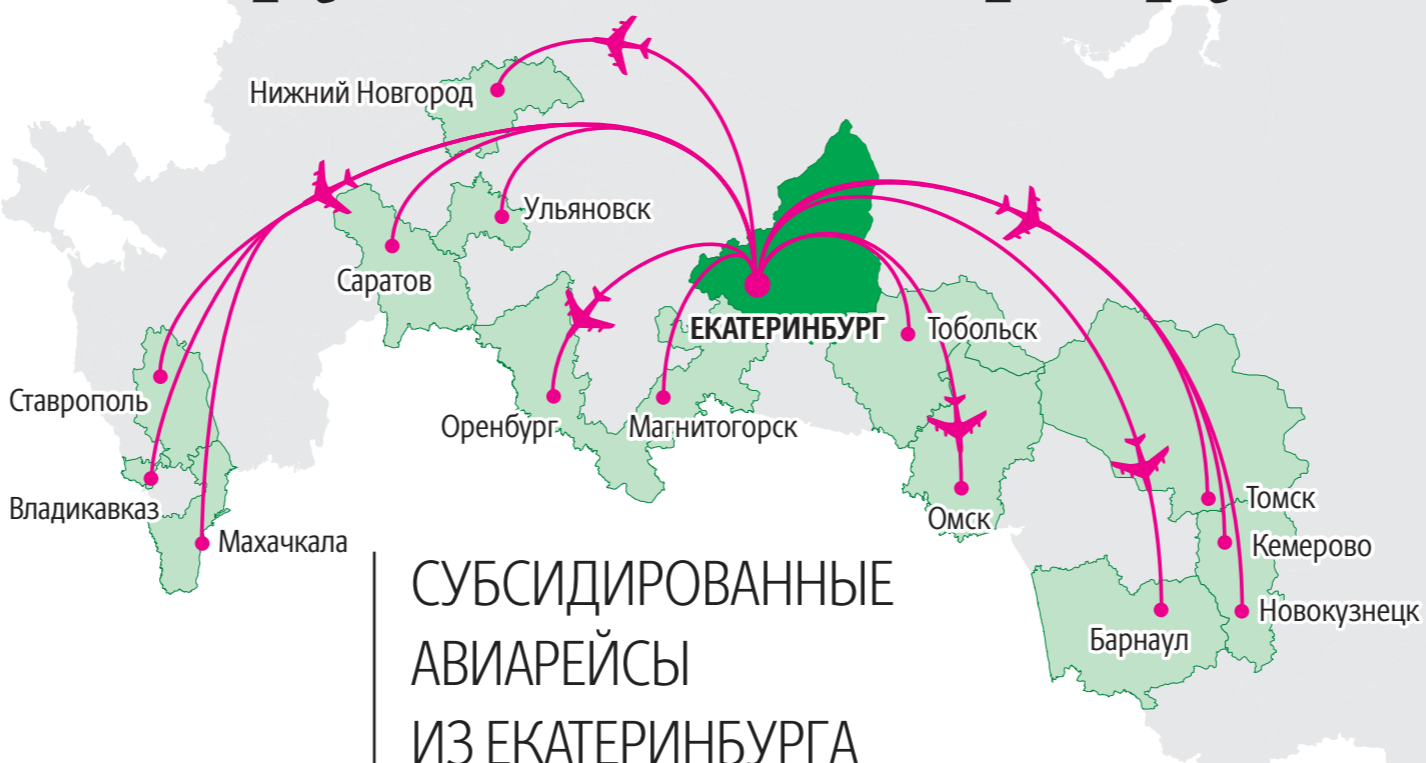 Нижний Новгород
Ульяновск
Саратов
ЕКАТЕРИНБУРГ
Тобольск
Ставрополь
Оренбург
Магнитогорск
Владикавказ
Омск
Томск
Махачкала
Кемерово
Новокузнецк
Барнаул
СУБСИДИРОВАННЫЕ
АВИАРЕЙСЫ
ИЗ ЕКАТЕРИНБУРГА